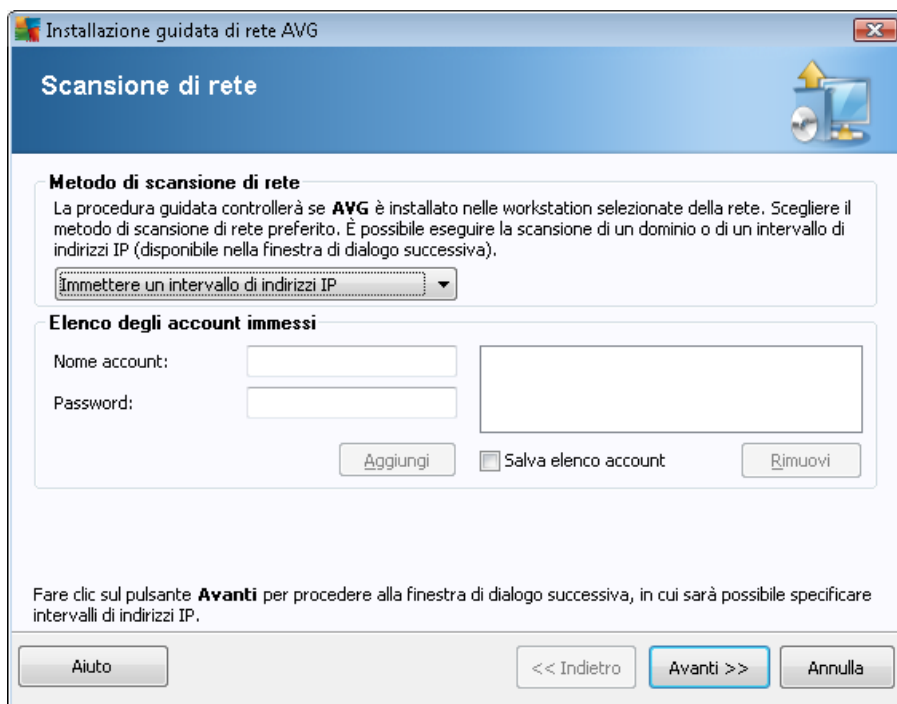 Installazione guidata di rete AVG
Scansione di rete
Metodo di scansione di rete
La procedura guidata controllerà se AVG è installato nelle workstation selezionate della rete. Scegliere il
metodo di scansione di rete preferito. È possibile eseguire la scansione di un dominio o di un intervallo di
indirizzi IP (disponibile nella finestra di dialogo successiva).
Immettere un intervallo di indirizzi IP
Elenco degli account immessi
Nome account:
Password:
Aggiungi
Salva elenco account
Rimuovi
Fare clic sul pulsante Avanti per procedere alla finestra di dialogo successiva, in cui sarà possibile specificare
intervalli di indirizzi IP.
Aiuto
<< Indietro
Avanti >>
Annulla